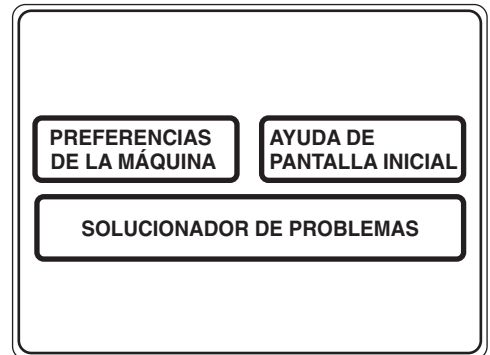 PREFERENCIAS
DE LA MÁQUINA
AYUDA DE
PANTALLA INICIAL
SOLUCIONADOR DE PROBLEMAS